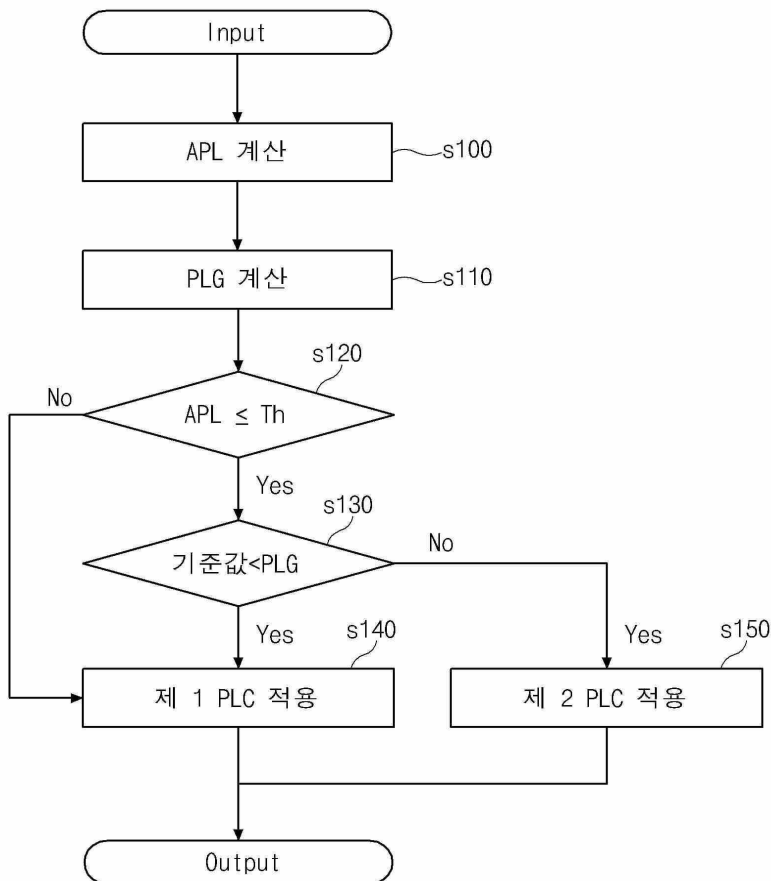 Input
APL 계산
s100
PLG 계산
s110
s120
No
APL ≤ Th
Yes
s130
기준값<PLG
No
Yes
s140
Yes
s150
제 1 PLC 적용
제 2 PLC 적용
Output